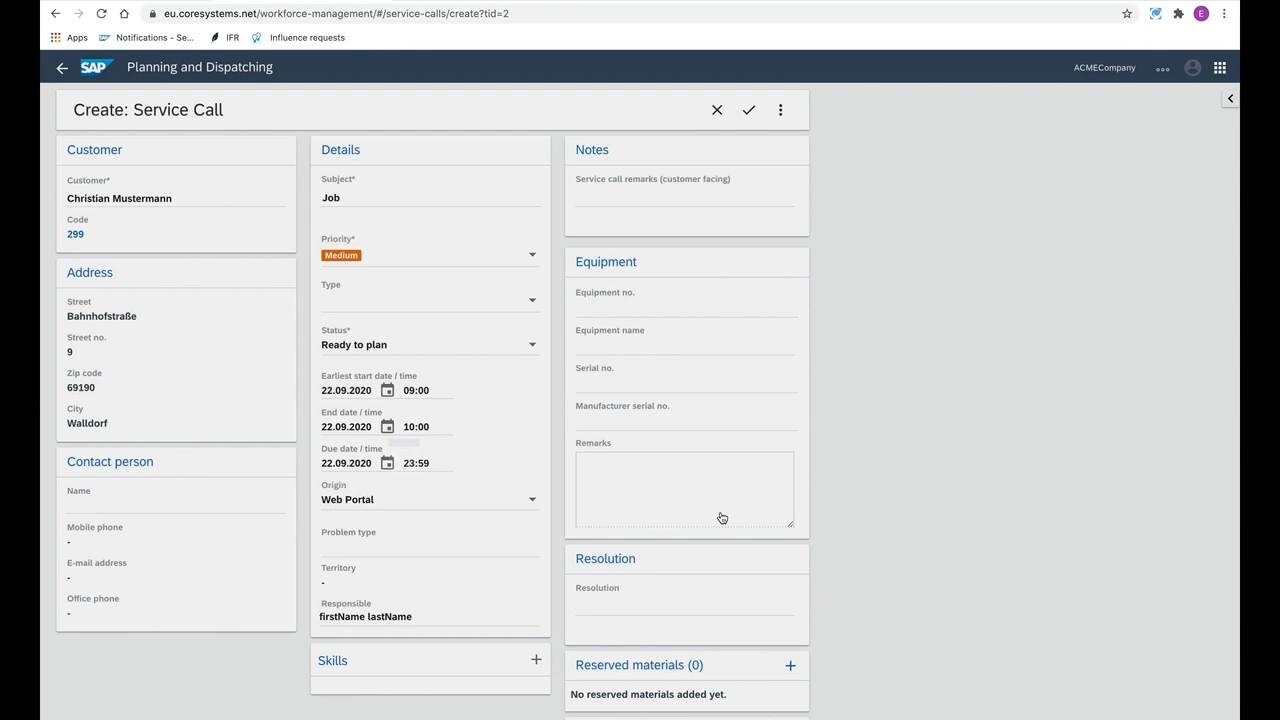 eu.coresystems.net/workforce-management/#/service-calls/create?tid=2
E
Apps
Notifications - Se...
IFR
Influence requests
SAP
Planning and Dispatching
ACMECompany
Create: Service Call
Customer
Customer*
Christian Mustermann
Code
299
Address
Street
Bahnhofstraße
Street no.
9
Zip code
69190
City
Walldorf
Contact person
Name
Mobile phone
-
E-mail address
-
Office phone
-
Details
Subject*
Job
Priority*
Medium
Type
Status*
Ready to plan
Earliest start date / time
22.09.2020 09:00
End date / time
22.09.2020 10:00
Due date / time
22.09.2020 23:59
Origin
Web Portal
Problem type
Territory
-
Responsible
firstName lastName
Skills
Notes
Service call remarks (customer facing)
Equipment
Equipment no.
Equipment name
Serial no.
Manufacturer serial no.
Remarks
Resolution
Resolution
Reserved materials (0)
No reserved materials added yet.